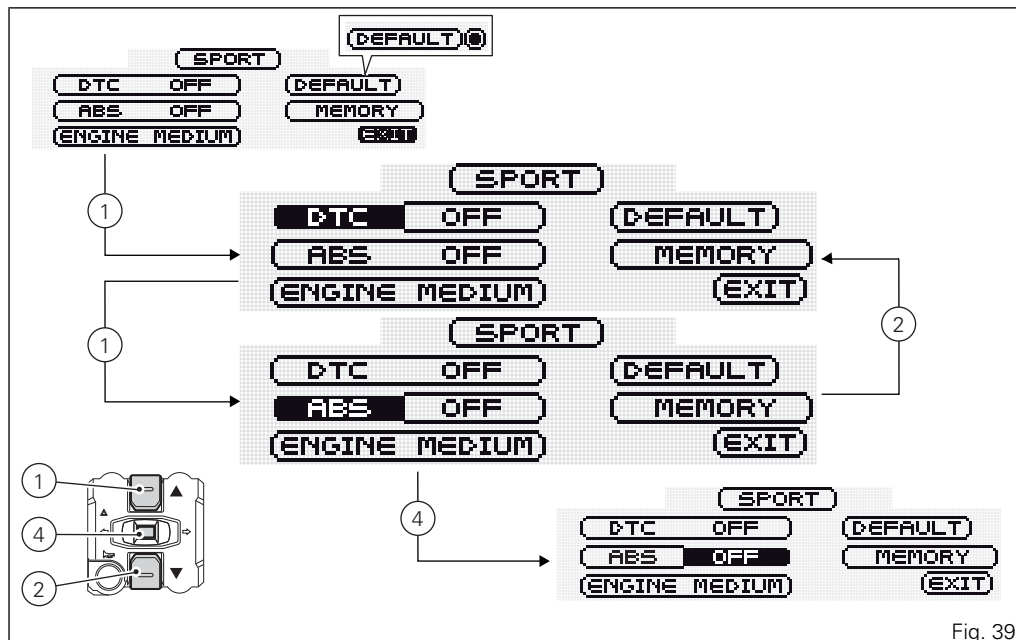 (DEFAULT)
SPORT
DTC OFF DEFAULT
ABS OFF MEMORY
ENGINE MEDIUM EXIT
1
SPORT
DTC OFF DEFAULT
ABS OFF MEMORY
ENGINE MEDIUM EXIT
1
2
SPORT
DTC OFF DEFAULT
ABS OFF MEMORY
ENGINE MEDIUM EXIT
1
4
2
4
SPORT
DTC OFF DEFAULT
ABS OFF MEMORY
ENGINE MEDIUM EXIT
Fig. 39